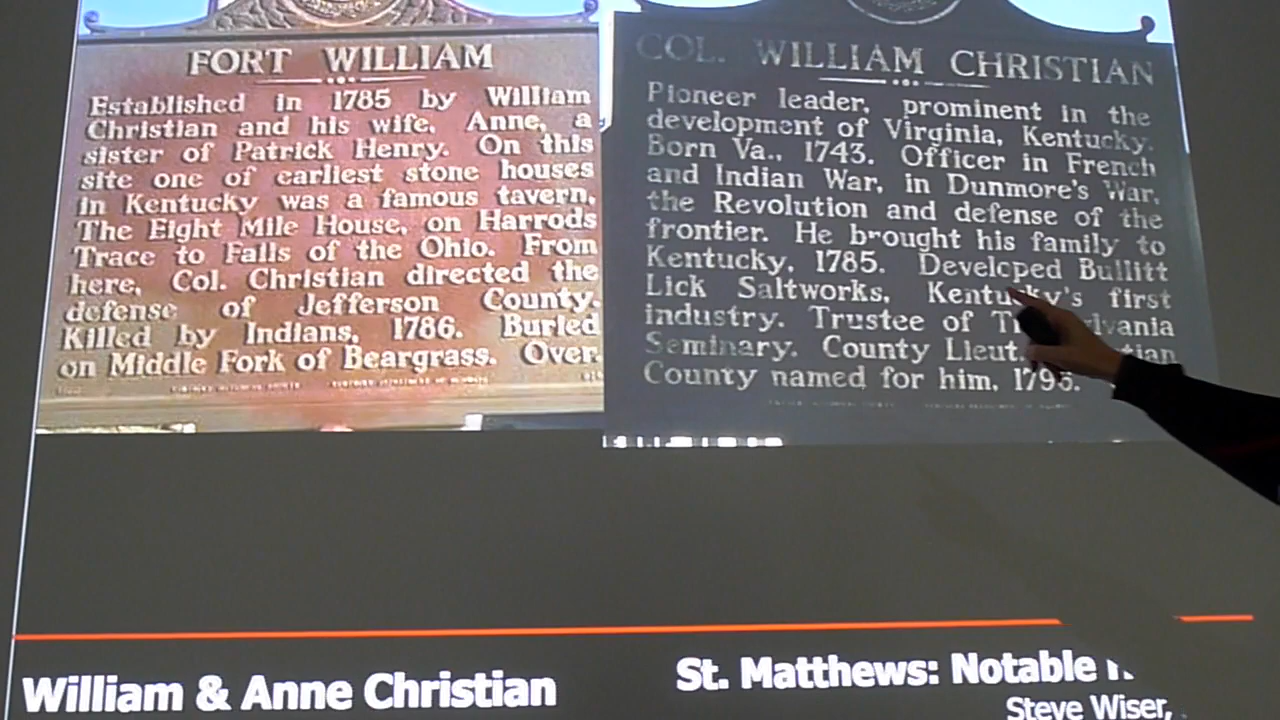 FORT WILLIAM
Established in 1785 by William
Christian and his wife, Anne, a
sister of Patrick Henry. On this
site one of earliest stone houses
in Kentucky was a famous tavern,
The Eight Mile House, on Harrods
Trace to Falls of the Ohio. From
here, Col. Christian directed the
defense of Jefferson County.
Killed by Indians, 1786. Buried
on Middle Fork of Beargrass. Over.
COL. WILLIAM CHRISTIAN
Pioneer leader, prominent in the
development of Virginia, Kentucky.
Born Va., 1743. Officer in French
and Indian War, in Dunmore's War,
the Revolution and defense of the
frontier. He brought his family to
Kentucky, 1785. Developed Bullitt
Lick Saltworks, Kentucky's first
industry. Trustee of
Seminary. County Lieut.
County named for him,
William & Anne Christian
St. Matthews: Notable
Steve Wiser,